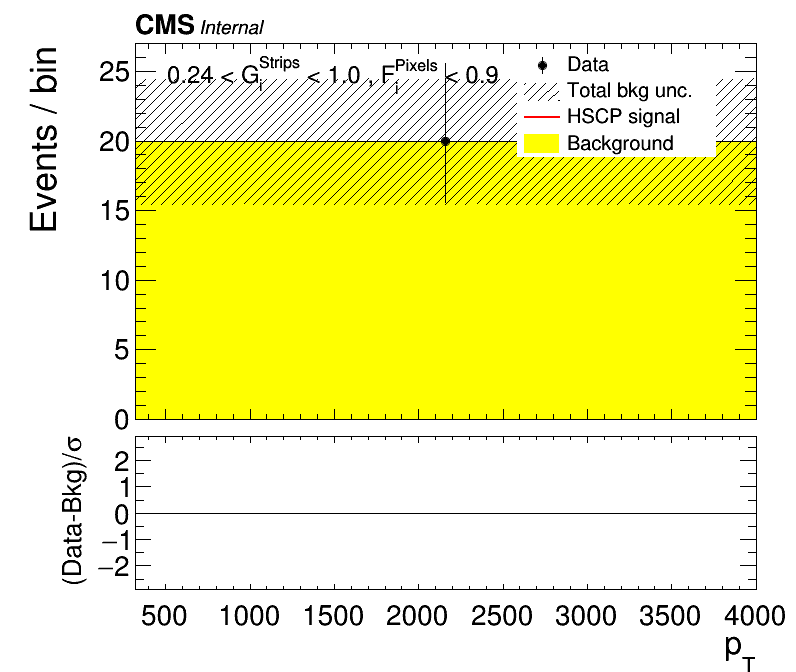 CMS Internal
Events / bin
0.24 < G_i^Strips < 1.0 , F_i^Pixels < 0.9
Data
Total bkg unc.
HSCP signal
Background
25
20
15
10
5
0
(Data-Bkg)/σ
2
1
0
−1
−2
500 1000 1500 2000 2500 3000 3500 4000
p_T